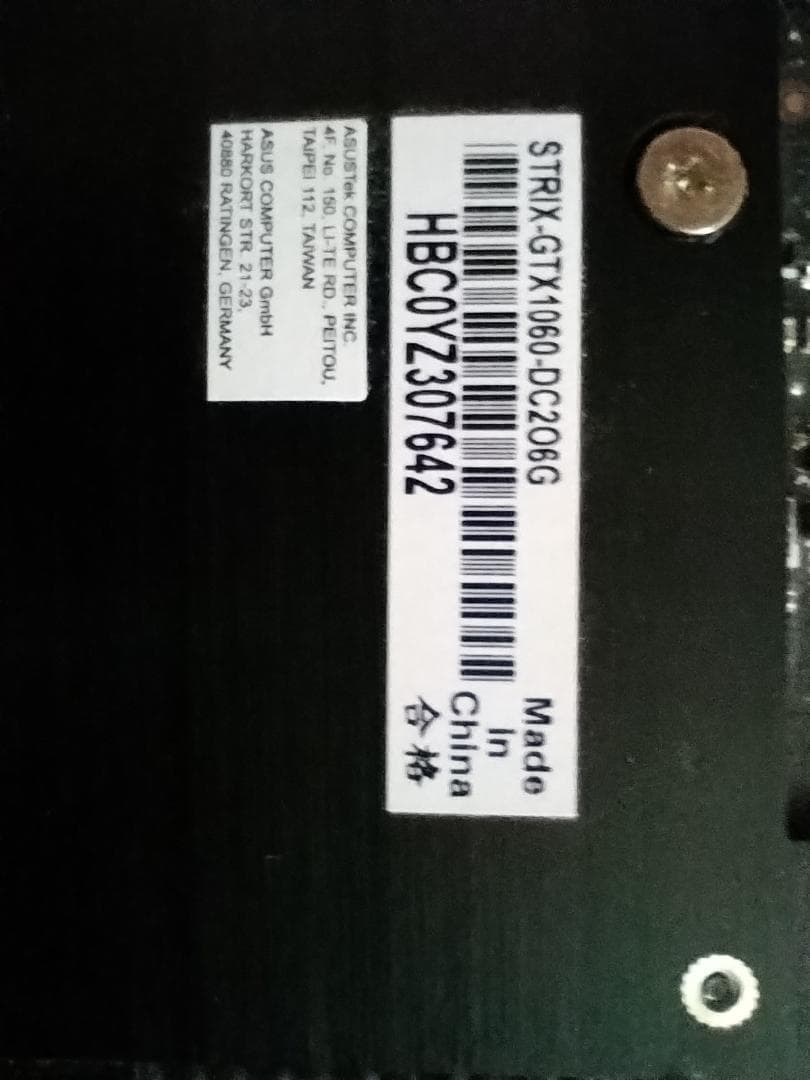 STRIX-GTX1060-DC2O6G
HBC0YZ307642
Made
In
China
合格
ASUSTek COMPUTER INC.
4F, No. 150, LI-TE RD., PEITOU,
TAIPEI 112, TAIWAN
ASUS COMPUTER GmbH
HARKORT STR. 21-23,
40880 RATINGEN, GERMANY